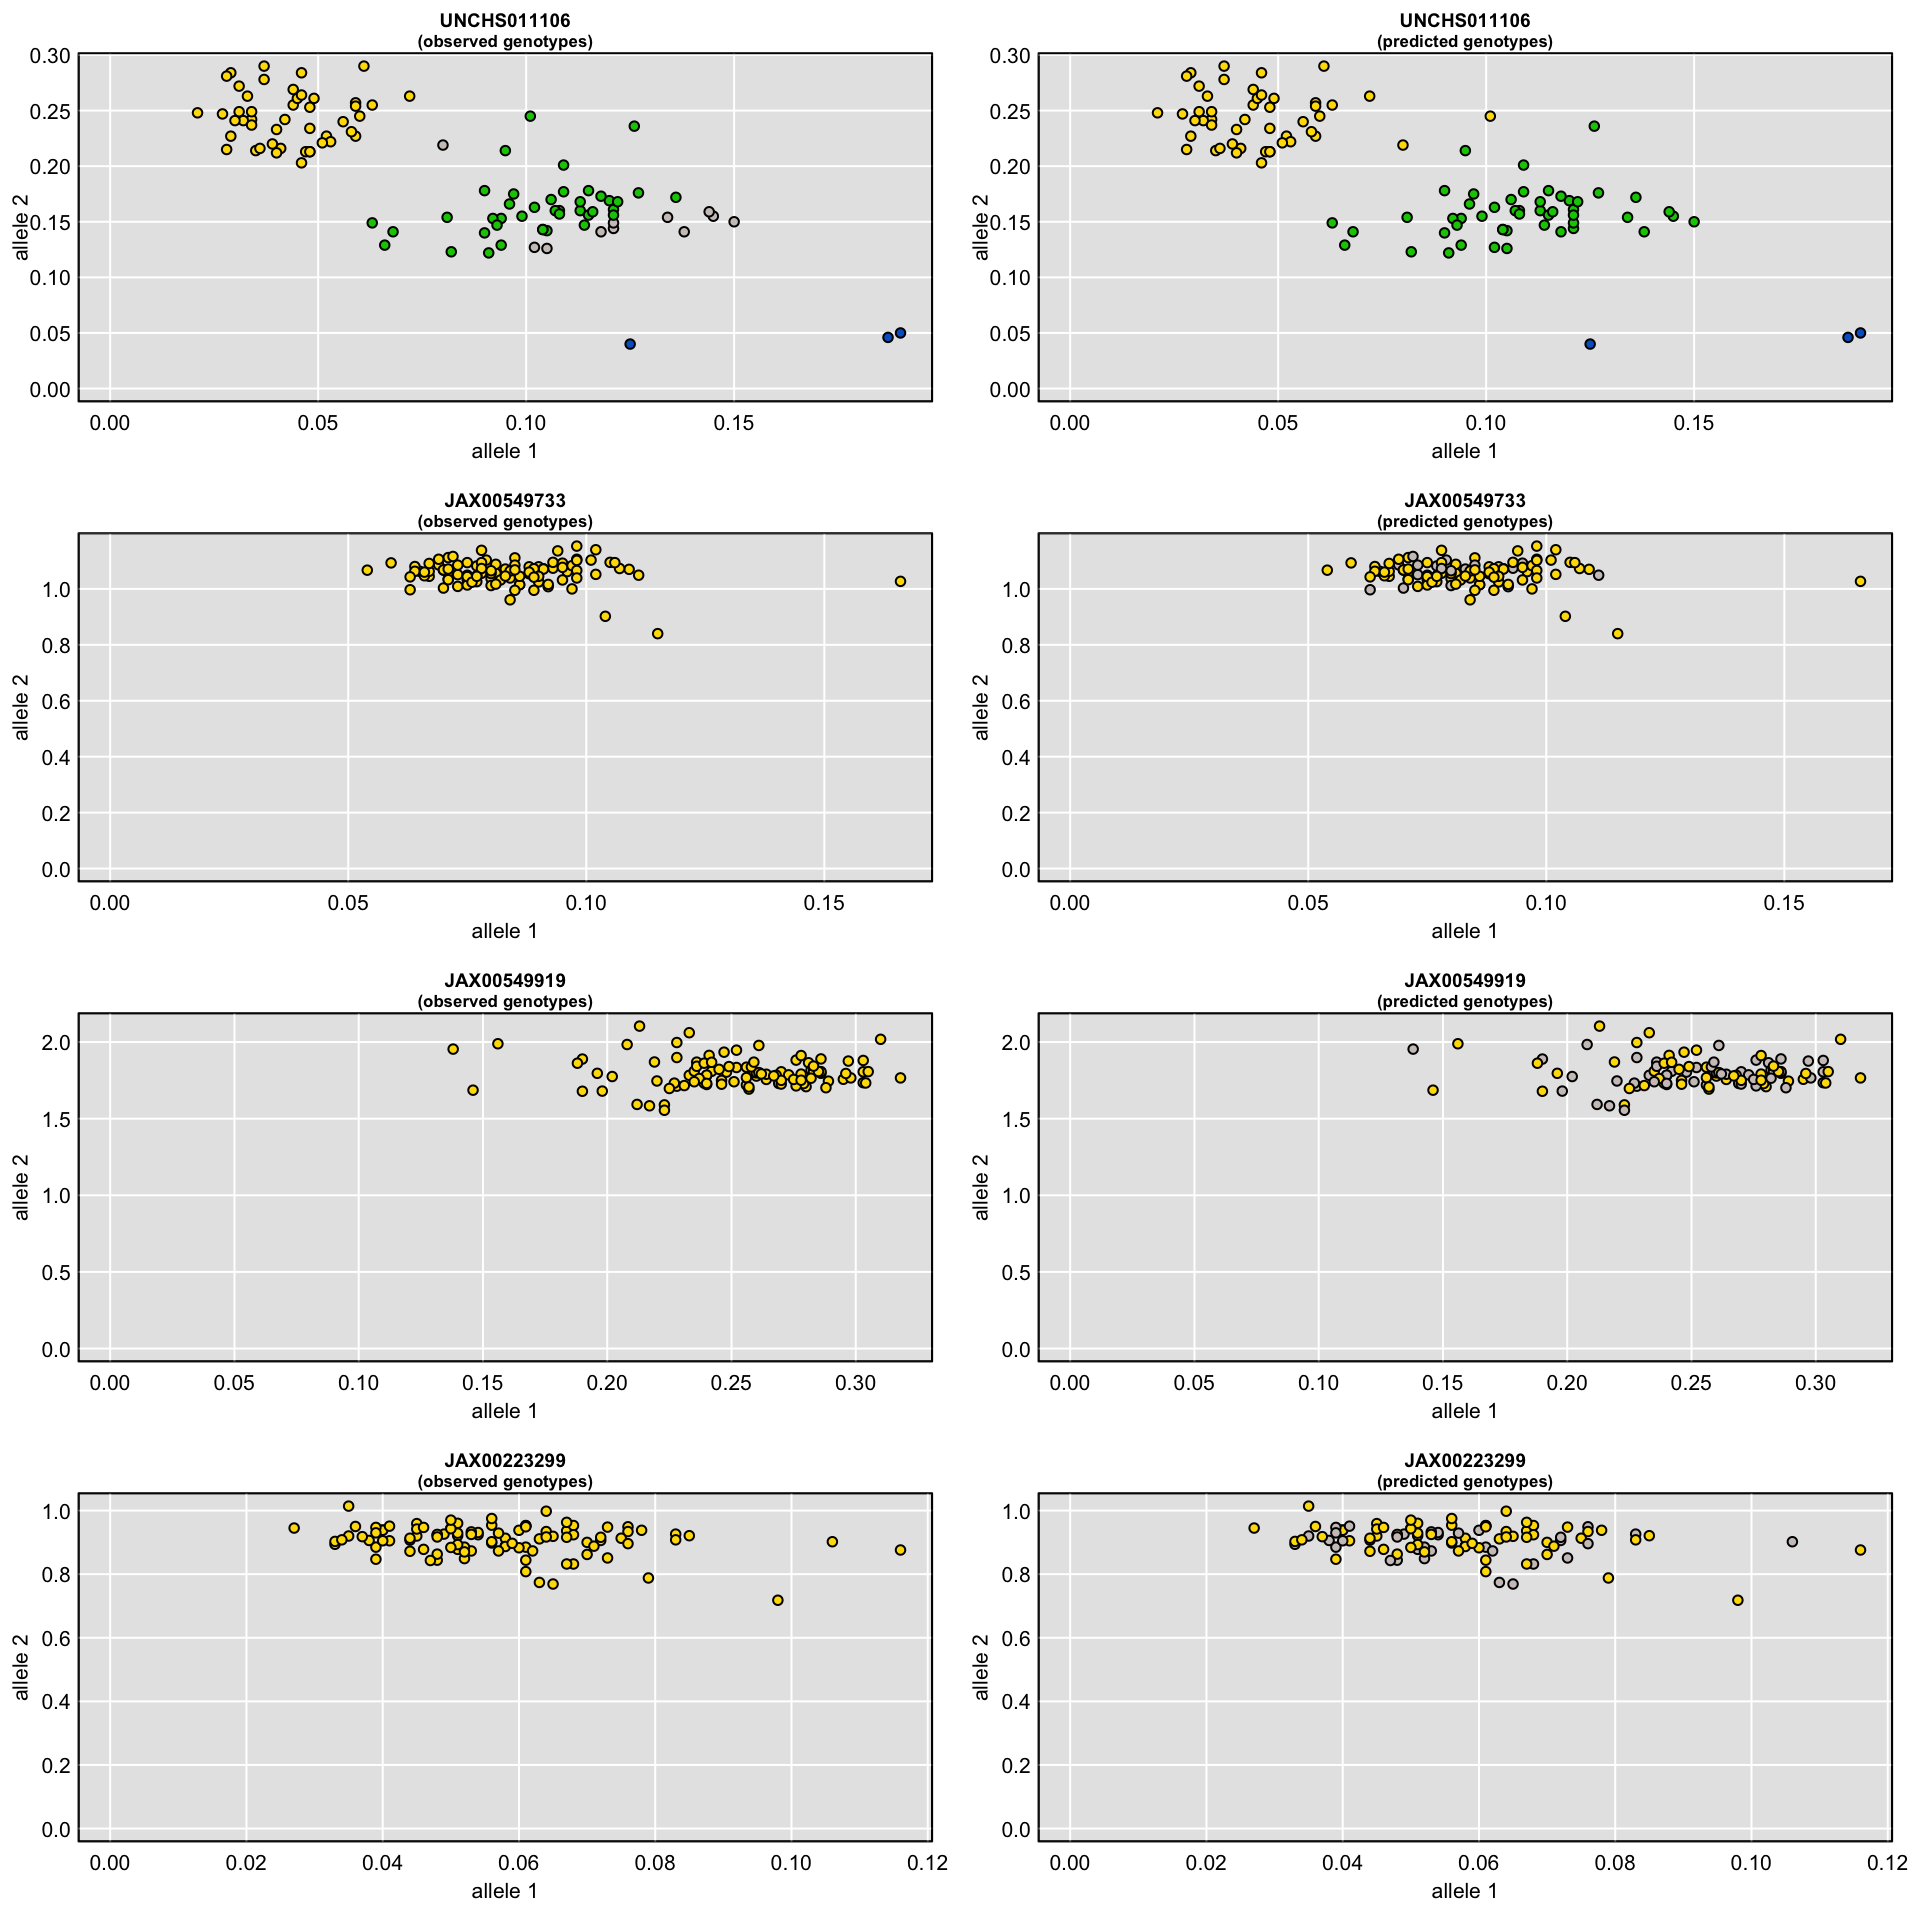 UNCHS011106
(observed genotypes)
0.30
0.25
0.20
0.15
0.10
0.05
0.00
allele 2
0.00 0.05 0.10 0.15
allele 1
UNCHS011106
(predicted genotypes)
0.30
0.25
0.20
0.15
0.10
0.05
0.00
allele 2
0.00 0.05 0.10 0.15
allele 1
JAX00549733
(observed genotypes)
1.0
0.8
0.6
0.4
0.2
0.0
allele 2
0.00 0.05 0.10 0.15
allele 1
JAX00549733
(predicted genotypes)
1.0
0.8
0.6
0.4
0.2
0.0
allele 2
0.00 0.05 0.10 0.15
allele 1
JAX00549919
(observed genotypes)
2.0
1.5
1.0
0.5
0.0
allele 2
0.00 0.05 0.10 0.15 0.20 0.25 0.30
allele 1
JAX00549919
(predicted genotypes)
2.0
1.5
1.0
0.5
0.0
allele 2
0.00 0.05 0.10 0.15 0.20 0.25 0.30
allele 1
JAX00223299
(observed genotypes)
1.0
0.8
0.6
0.4
0.2
0.0
allele 2
0.00 0.02 0.04 0.06 0.08 0.10 0.12
allele 1
JAX00223299
(predicted genotypes)
1.0
0.8
0.6
0.4
0.2
0.0
allele 2
0.00 0.02 0.04 0.06 0.08 0.10 0.12
allele 1